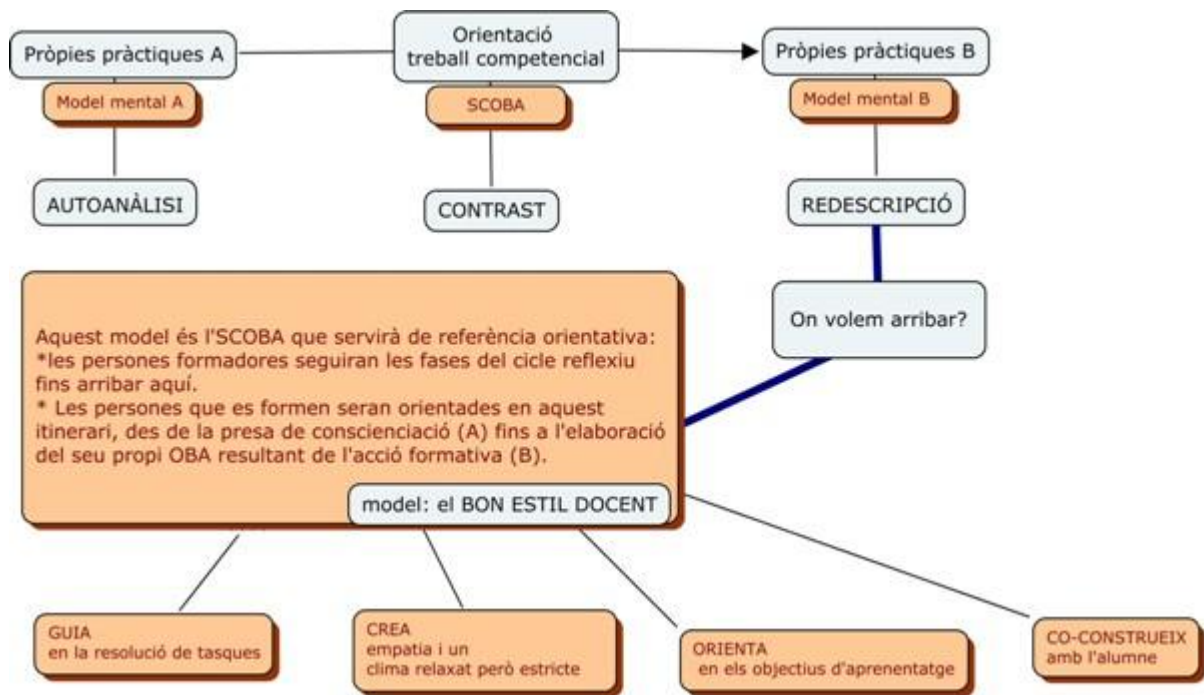 Pròpies pràctiques A
Orientació
treball competencial
Pròpies pràctiques B
Model mental A
SCOBA
Model mental B
AUTOANÀLISI
CONTRAST
REDESCRIPCIÓ
On volem arribar?
Aquest model és l'SCOBA que servirà de referència orientativa:
*les persones formadores seguiran les fases del cicle reflexiu
fins arribar aquí.
* Les persones que es formen seran orientades en aquest
itinerari, des de la presa de conscienciació (A) fins a l'elaboració
del seu propi OBA resultant de l'acció formativa (B).
model: el BON ESTIL DOCENT
GUIA
en la resolució de tasques
CREA
empatia i un
clima relaxat però estricte
ORIENTA
en els objectius d'aprenentatge
CO-CONSTRUEIX
amb l'alumne